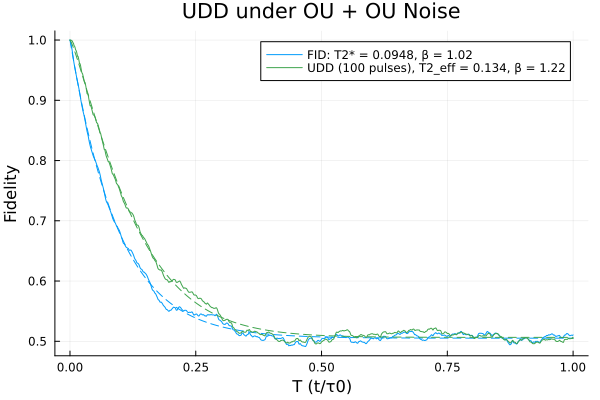 UDD under OU + OU Noise
FID: T2* = 0.0948, β = 1.02
UDD (100 pulses), T2_eff = 0.134, β = 1.22
Fidelity
1.0
0.9
0.8
0.7
0.6
0.5
0.00 0.25 0.50 0.75 1.00
T (t/τ0)